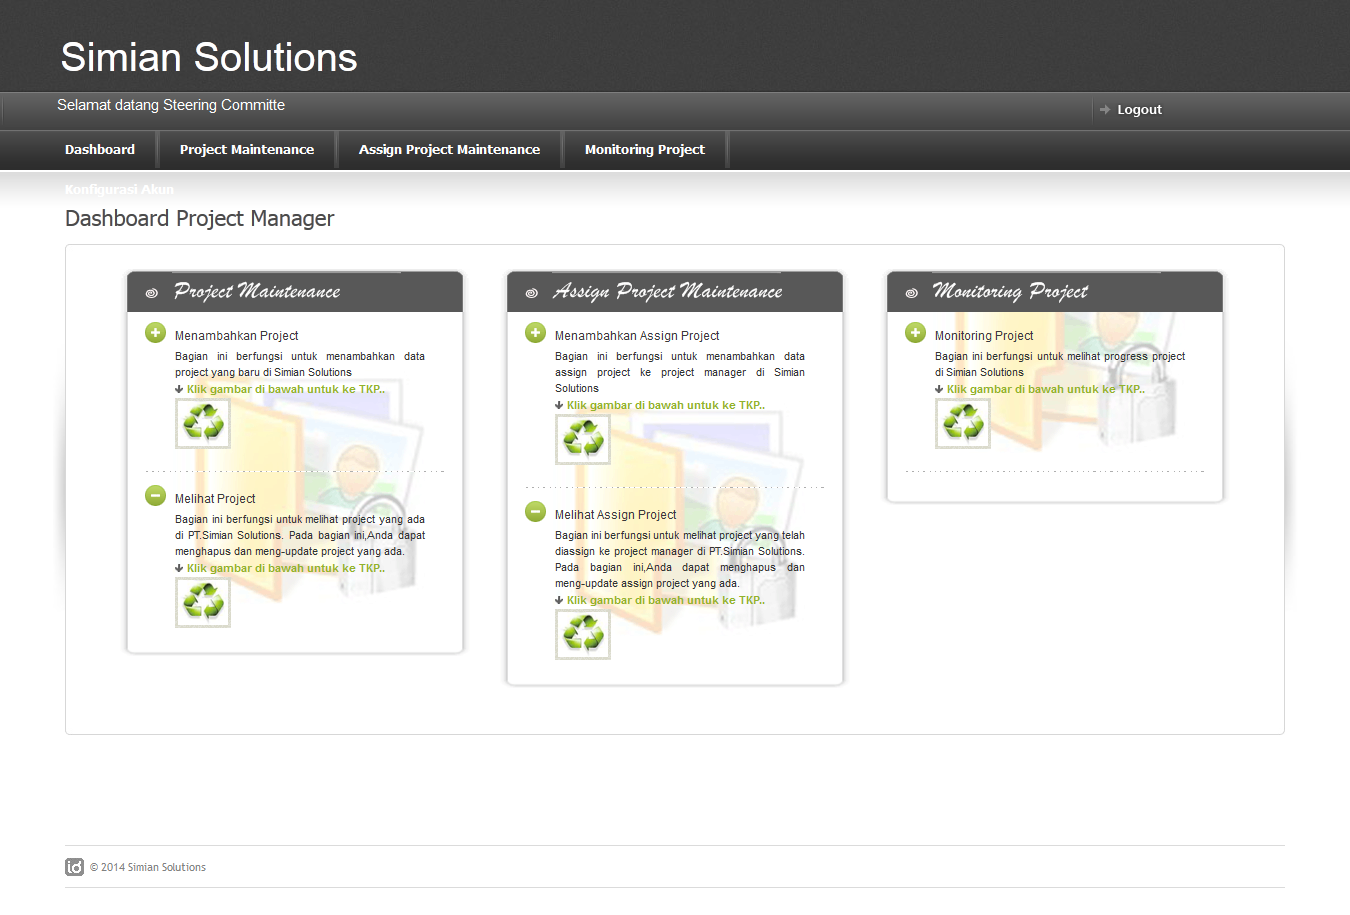 Simian Solutions
Selamat datang Steering Committe
Logout
Dashboard
Project Maintenance
Assign Project Maintenance
Monitoring Project
Konfigurasi Akun
Dashboard Project Manager
Project Maintenance
Menambahkan Project
Bagian ini berfungsi untuk menambahkan data
project yang baru di Simian Solutions
Klik gambar di bawah untuk ke TKP..
Melihat Project
Bagian ini berfungsi untuk melihat project yang ada
di PT.Simian Solutions. Pada bagian ini,Anda dapat
menghapus dan meng-update project yang ada.
Klik gambar di bawah untuk ke TKP..
Assign Project Maintenance
Menambahkan Assign Project
Bagian ini berfungsi untuk menambahkan data
assign project ke project manager di Simian
Solutions
Klik gambar di bawah untuk ke TKP..
Melihat Assign Project
Bagian ini berfungsi untuk melihat project yang telah
diassign ke project manager di PT.Simian Solutions.
Pada bagian ini,Anda dapat menghapus dan
meng-update assign project yang ada.
Klik gambar di bawah untuk ke TKP..
Monitoring Project
Monitoring Project
Bagian ini berfungsi untuk melihat progress project
di Simian Solutions
Klik gambar di bawah untuk ke TKP..
id © 2014 Simian Solutions